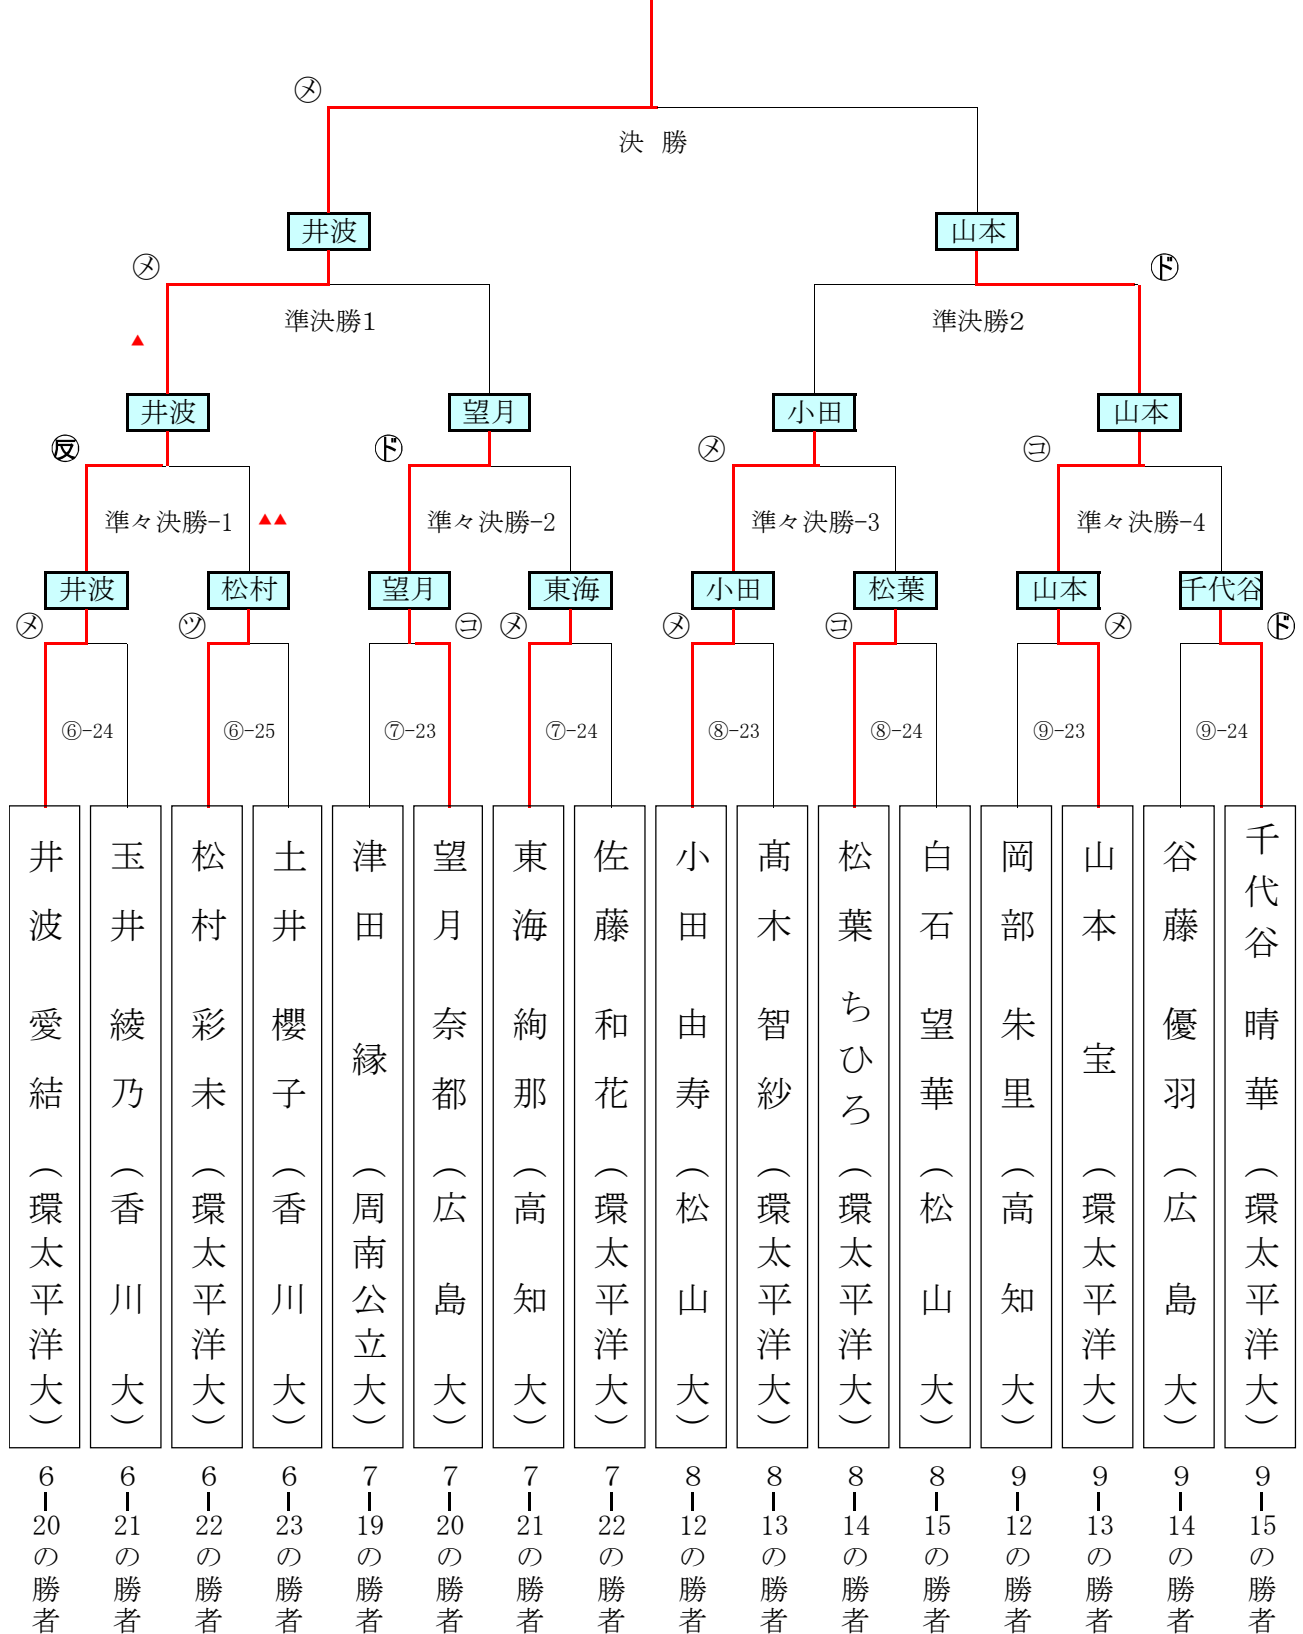 ㋱
決 勝
井波
山本
㋱
㋣゙
準決勝1
準決勝2
▲
井波
望月
小田
山本
反
㋣゙
㋱
㋙
準々決勝-1
▲▲
準々決勝-2
準々決勝-3
準々決勝-4
井波
松村
望月
東海
小田
松葉
山本
千代谷
㋱
㋡
㋙
㋱
㋱
㋙
㋱
㋣゙
⑥-24
⑥-25
⑦-23
⑦-24
⑧-23
⑧-24
⑨-23
⑨-24
井波 愛結(環太平洋大)
玉井 綾乃(香川大)
松村 彩未(環太平洋大)
土井 櫻子(香川大)
津田 縁(周南公立大)
望月 奈都(広島大)
東海 絢那(高知大)
佐藤 和花(環太平洋大)
小田 由寿(松山大)
髙木 智紗(環太平洋大)
松葉 ちひろ(環太平洋大)
白石 望華(松山大)
岡部 朱里(高知大)
山本 宝(環太平洋大)
谷藤 優羽(広島大)
千代谷 晴華(環太平洋大)
6-20の勝者
6-21の勝者
6-22の勝者
6-23の勝者
7-19の勝者
7-20の勝者
7-21の勝者
7-22の勝者
8-12の勝者
8-13の勝者
8-14の勝者
8-15の勝者
9-12の勝者
9-13の勝者
9-14の勝者
9-15の勝者